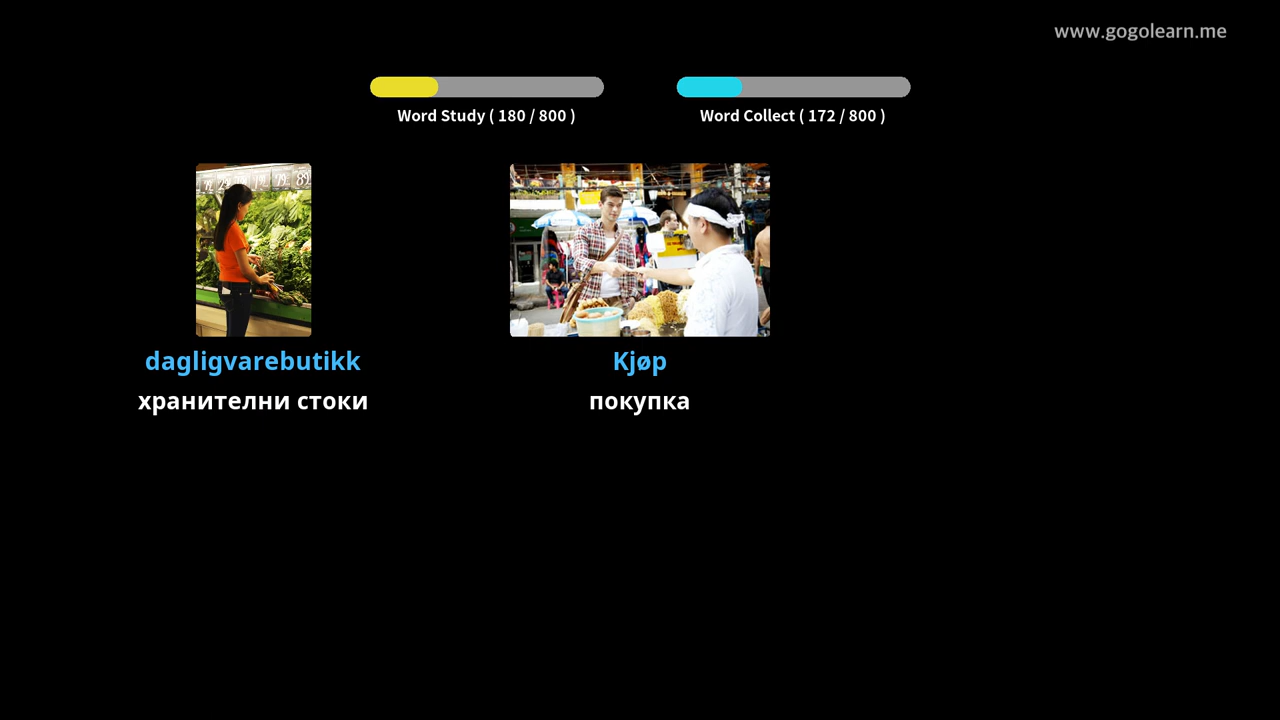 www.gogolearn.me
Word Study ( 180 / 800 )
Word Collect ( 172 / 800 )
dagligvarebutikk
Kjøp
хранителни стоки
покупка